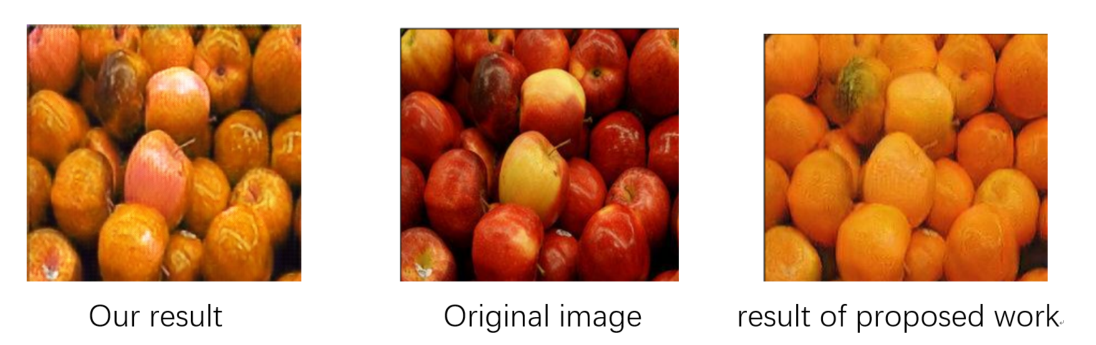 Our result
Original image
result of proposed work